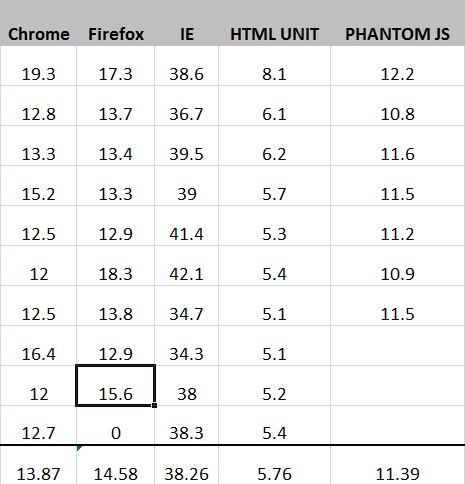 Chrome Firefox IE HTML UNIT PHANTOM JS
19.3 17.3 38.6 8.1 12.2
12.8 13.7 36.7 6.1 10.8
13.3 13.4 39.5 6.2 11.6
15.2 13.3 39 5.7 11.5
12.5 12.9 41.4 5.3 11.2
12 18.3 42.1 5.4 10.9
12.5 13.8 34.7 5.1 11.5
16.4 12.9 34.3 5.1
12 15.6 38 5.2
12.7 0 38.3 5.4
13.87 14.58 38.26 5.76 11.39